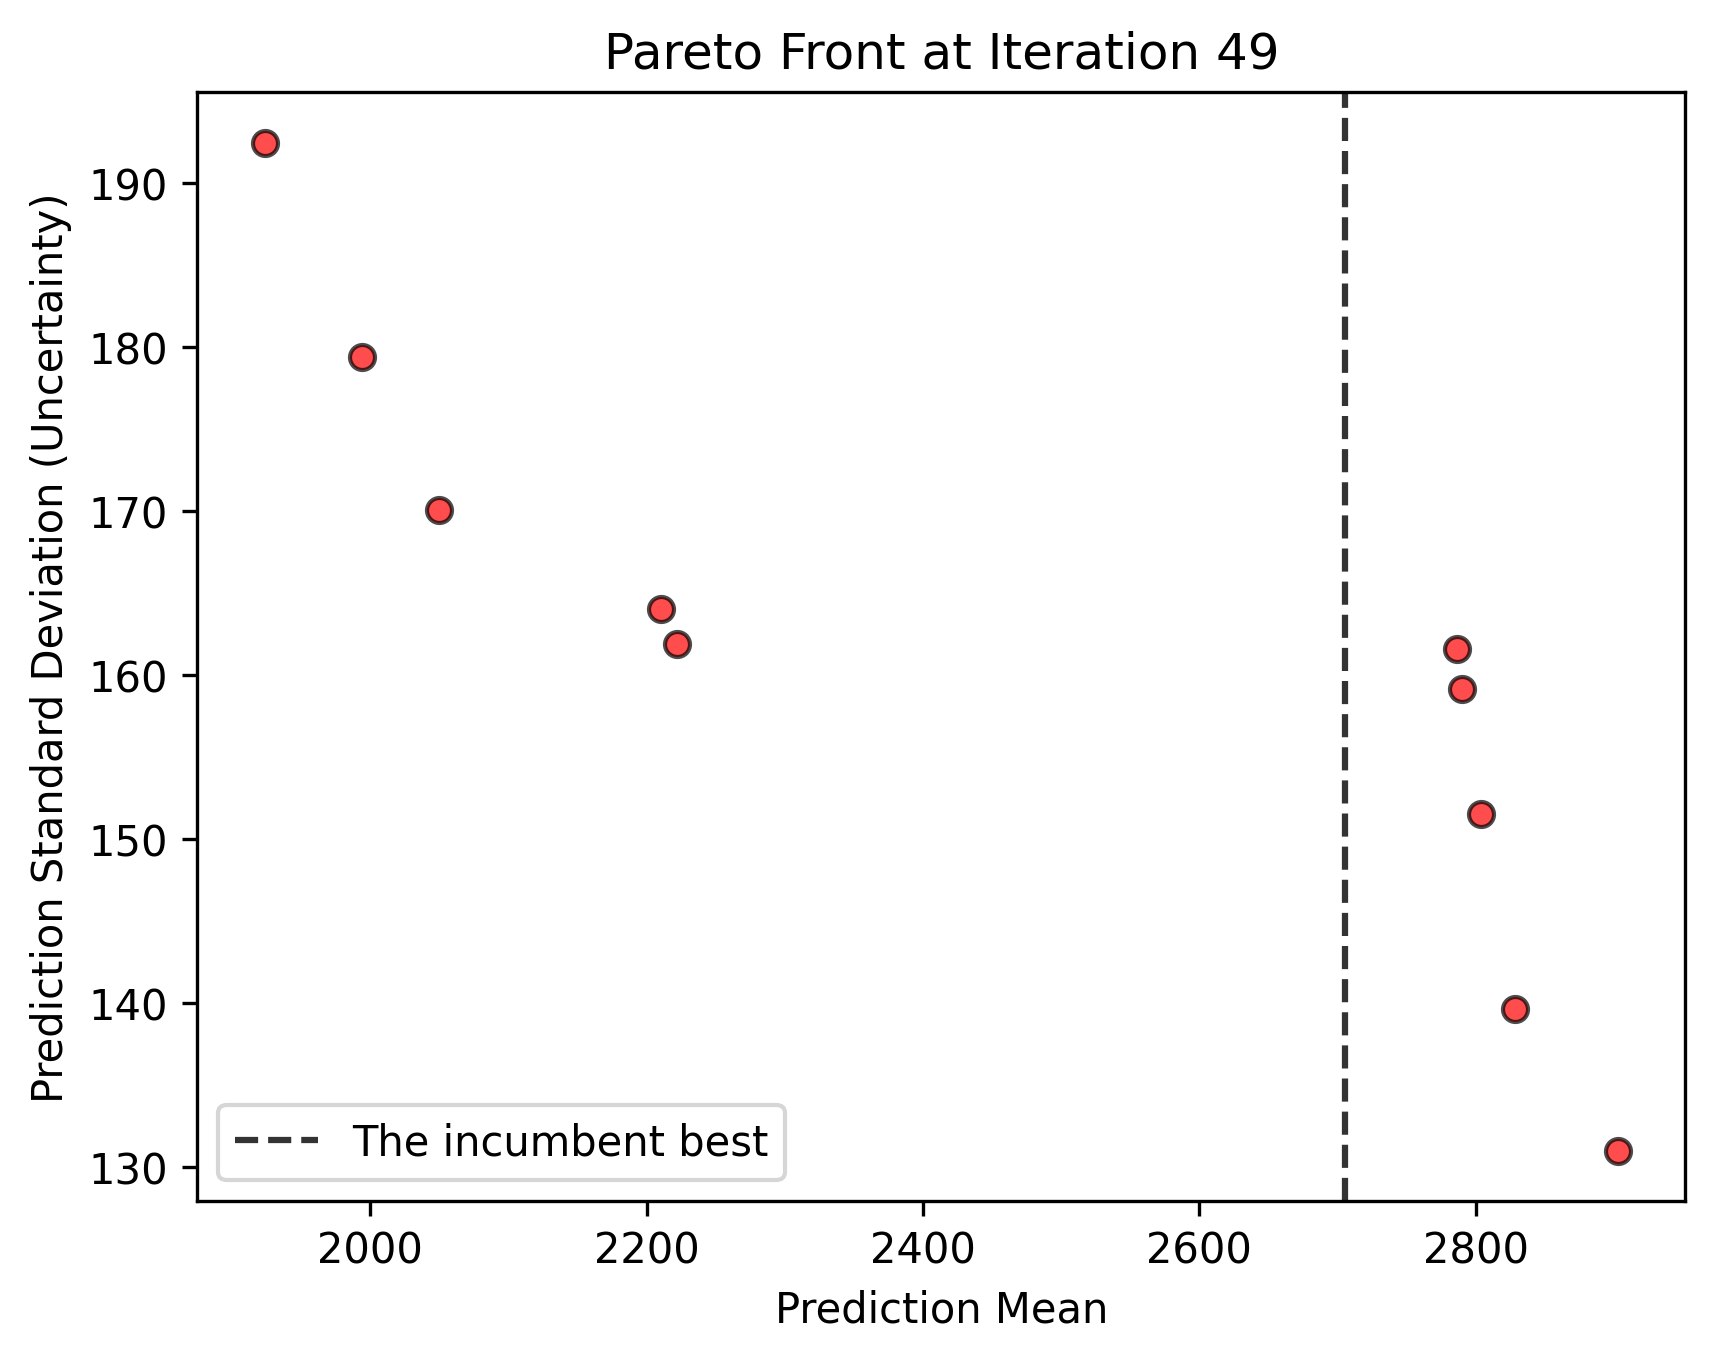 Pareto Front at Iteration 49
Prediction Standard Deviation (Uncertainty)
190
180
170
160
150
140
130
The incumbent best
2000 2200 2400 2600 2800
Prediction Mean